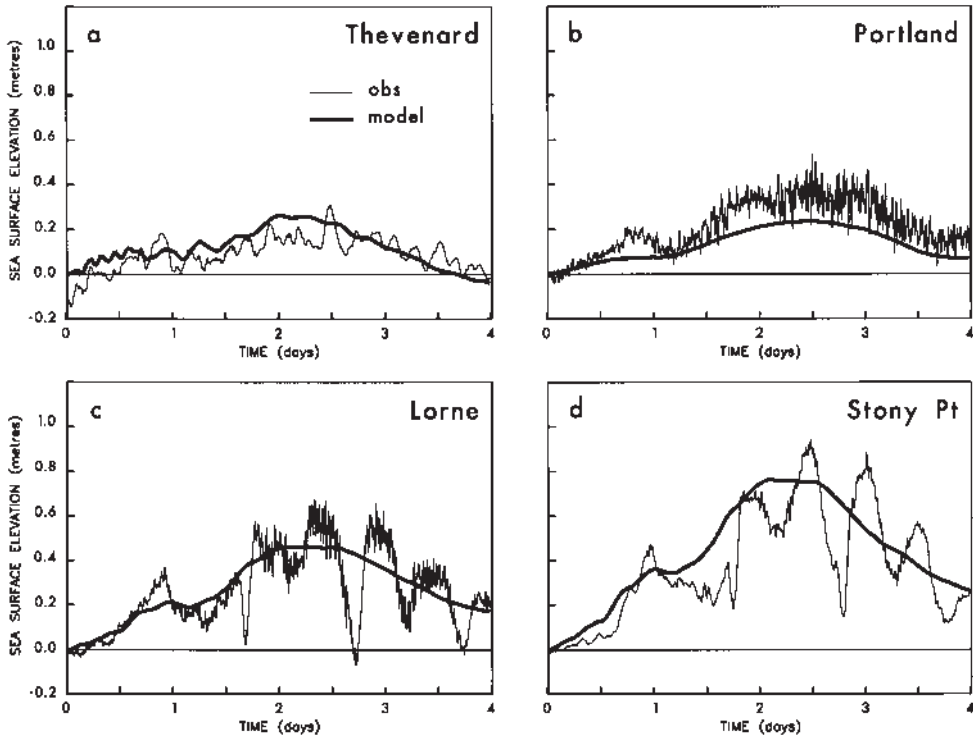 a Thevenard
obs
model
SEA SURFACE ELEVATION (metres)
1.0
0.8
0.6
0.4
0.2
0.0
-0.2
0 1 2 3 4
TIME (days)
b Portland
0 1 2 3 4
TIME (days)
c Lorne
SEA SURFACE ELEVATION (metres)
1.0
0.8
0.6
0.4
0.2
0.0
-0.2
0 1 2 3 4
TIME (days)
d Stony Pt
0 1 2 3 4
TIME (days)